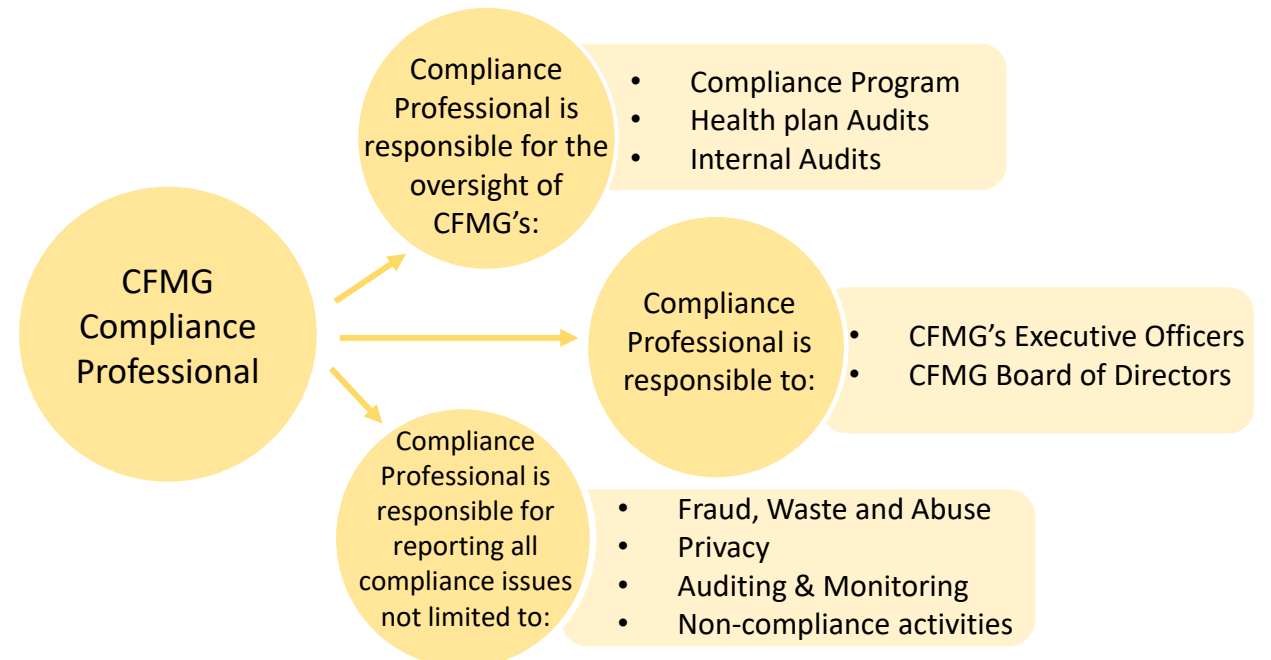 CFMG
Compliance
Professional
Compliance
Professional is
responsible for the
oversight of
CFMG’s:
• Compliance Program
• Health plan Audits
• Internal Audits
Compliance
Professional is
responsible to:
• CFMG’s Executive Officers
• CFMG Board of Directors
Compliance
Professional is
responsible for
reporting all
compliance issues
not limited to:
• Fraud, Waste and Abuse
• Privacy
• Auditing & Monitoring
• Non-compliance activities